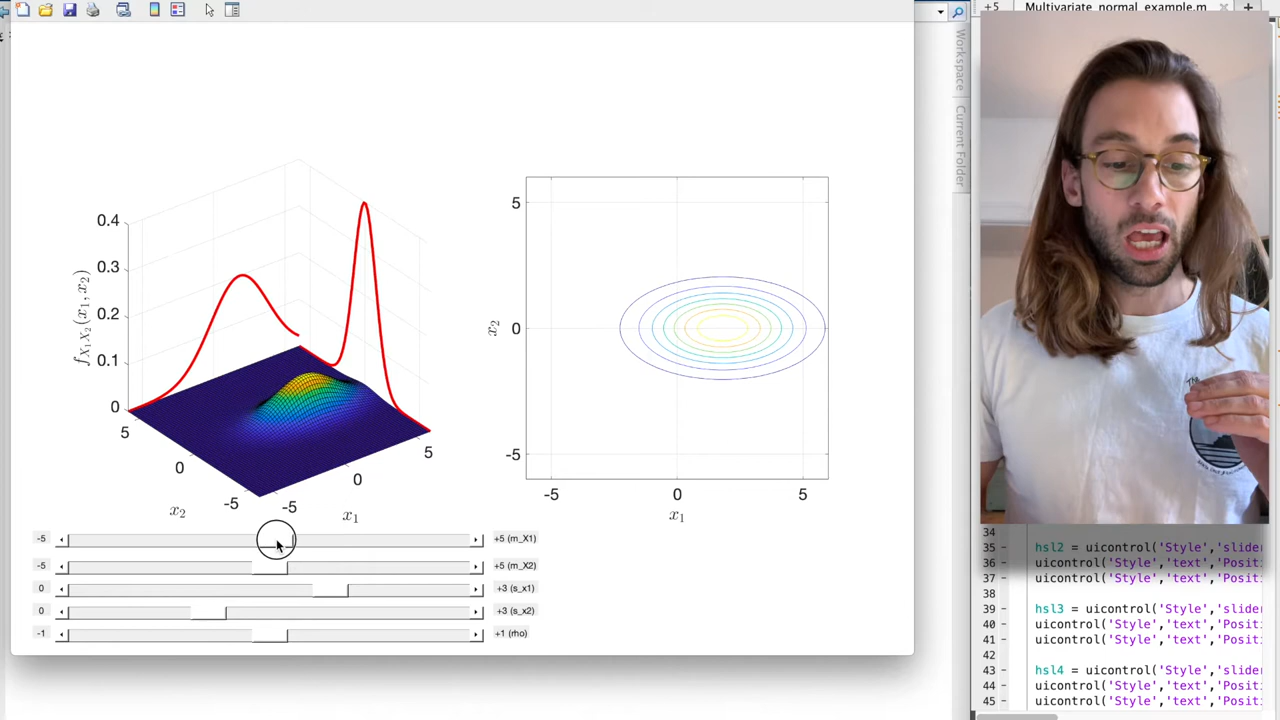 +5
Multivariate_normal_example.m
Workspace
Current Folder
0.4
0.3
0.2
0.1
0
f_{X_1 X_2}(x_1, x_2)
5
0
-5
x_2
-5
0
5
x_1
5
0
-5
x_2
-5
0
5
x_1
-5 +5 (m_X1)
-5 +5 (m_X2)
0 +3 (s_x1)
0 +3 (s_x2)
-1 +1 (rho)
34
35 - hsl2 = uicontrol('Style','slider
36 - uicontrol('Style','text','Posit
37 - uicontrol('Style','text','Posit
38
39 - hsl3 = uicontrol('Style','slider
40 - uicontrol('Style','text','Posit
41 - uicontrol('Style','text','Posit
42
43 - hsl4 = uicontrol('Style','slider
44 - uicontrol('Style','text','Posit
45 - uicontrol('Style','text','Posit